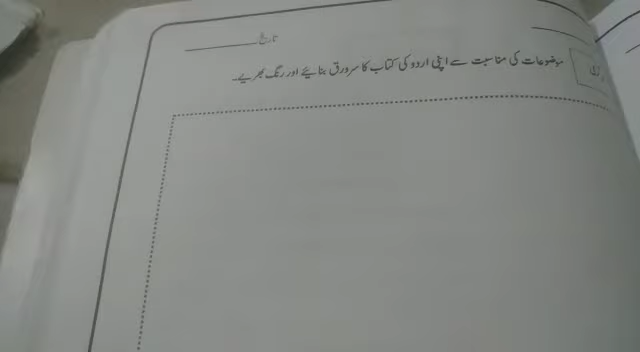 تاریخ:
موضوعات کی مناسبت سے اپنی اردو کی کتاب کا سرورق بنائیے اور رنگ بھریے۔